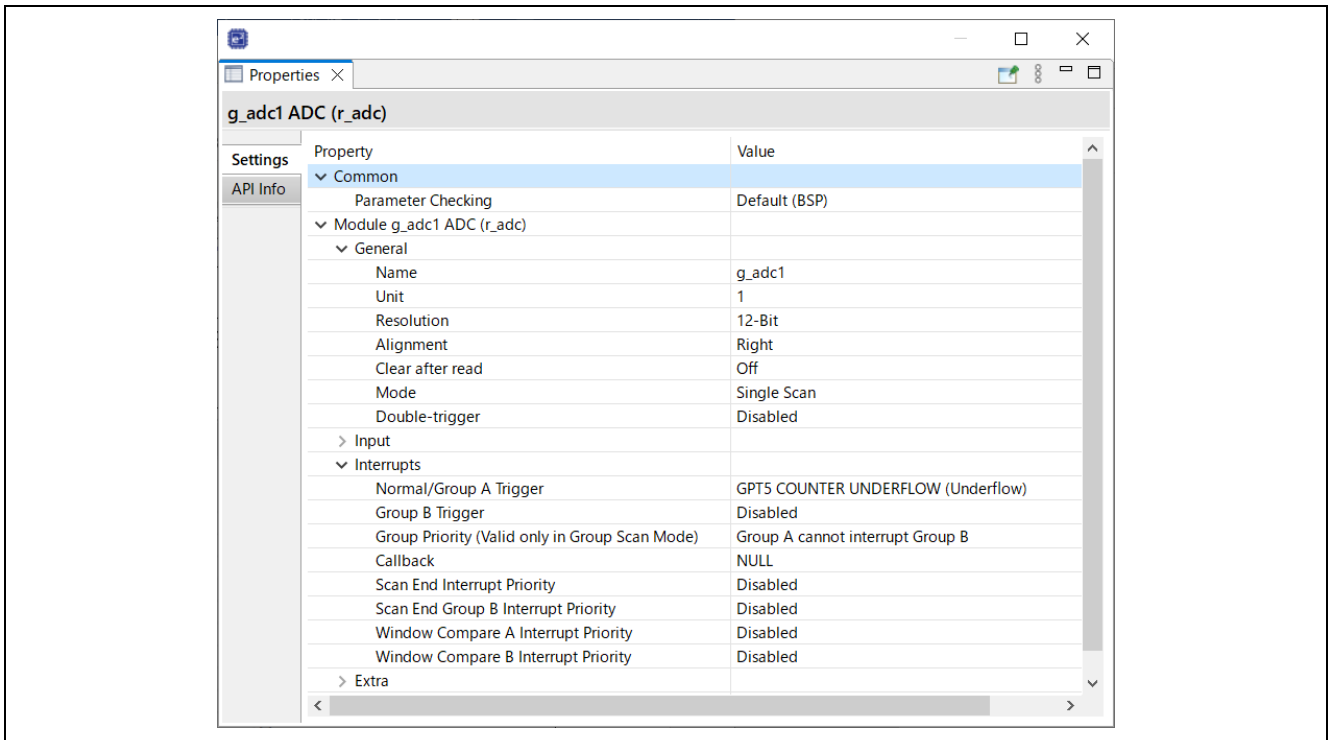 Properties
g_adc1 ADC (r_adc)
Settings
API Info
Property Value
Common
Parameter Checking Default (BSP)
Module g_adc1 ADC (r_adc)
General
Name g_adc1
Unit 1
Resolution 12-Bit
Alignment Right
Clear after read Off
Mode Single Scan
Double-trigger Disabled
Input
Interrupts
Normal/Group A Trigger GPT5 COUNTER UNDERFLOW (Underflow)
Group B Trigger Disabled
Group Priority (Valid only in Group Scan Mode) Group A cannot interrupt Group B
Callback NULL
Scan End Interrupt Priority Disabled
Scan End Group B Interrupt Priority Disabled
Window Compare A Interrupt Priority Disabled
Window Compare B Interrupt Priority Disabled
Extra